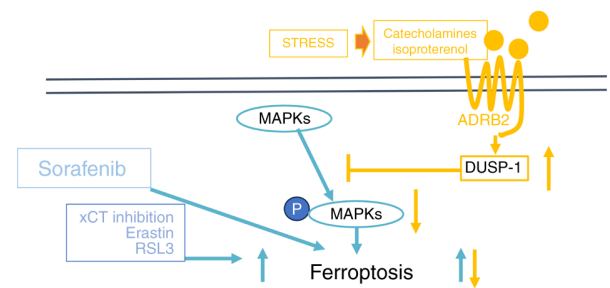 STRESS
Catecholamines
isoproterenol
ADRB2
MAPKs
DUSP-1
Sorafenib
P
MAPKs
xCT inhibition
Erastin
RSL3
Ferroptosis